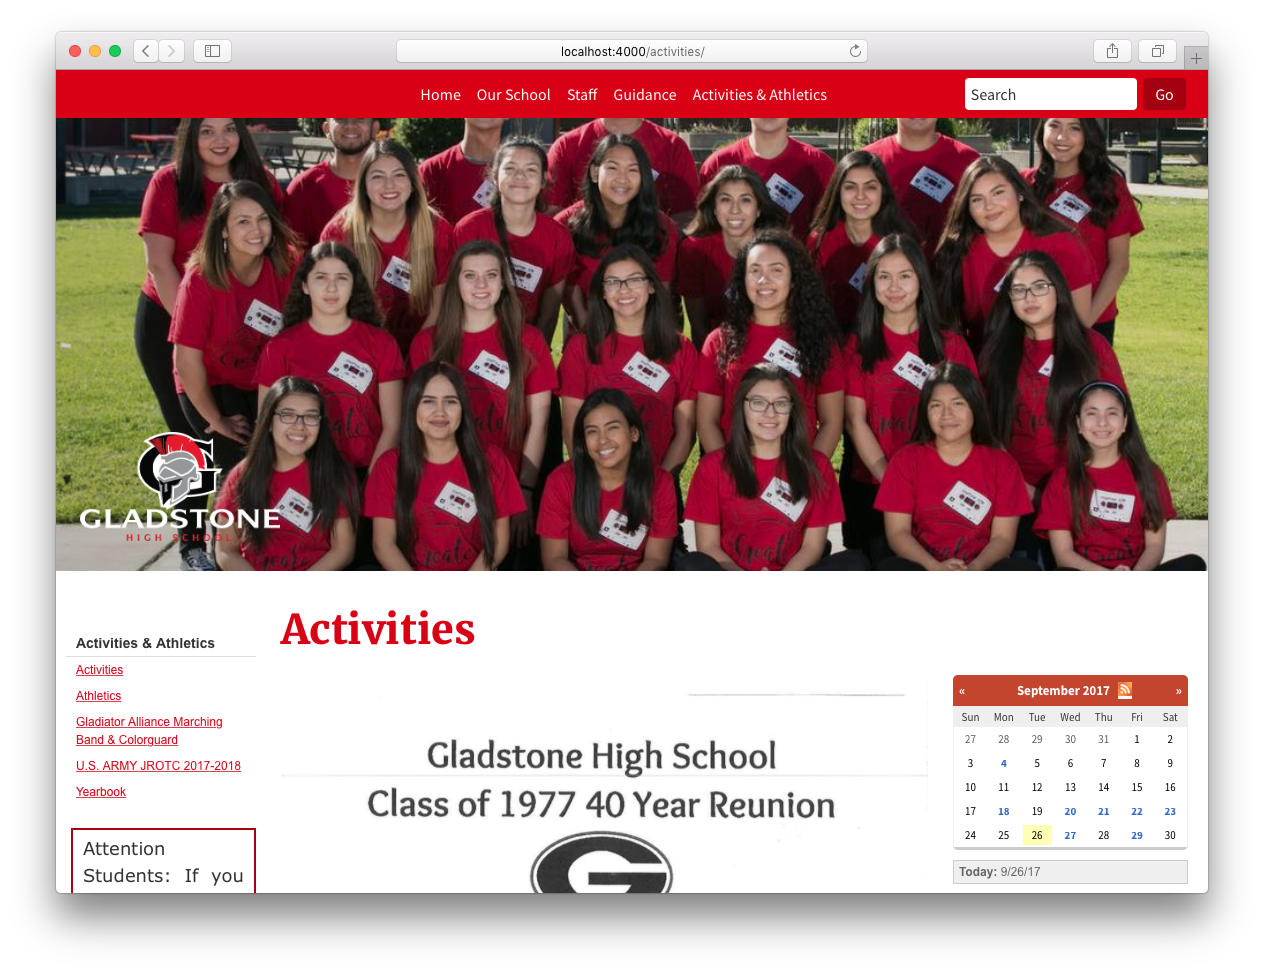 localhost:4000/activities/
Home Our School Staff Guidance Activities & Athletics Search Go
GLADSTONE
HIGH SCHOOL
Activities
Activities & Athletics
Activities
Athletics
Gladiator Alliance Marching
Band & Colorguard
U.S. ARMY JROTC 2017-2018
Yearbook
Attention
Students: If you
Gladstone High School
Class of 1977 40 Year Reunion
G
« September 2017 »
Sun Mon Tue Wed Thu Fri Sat
27 28 29 30 31 1 2
3 4 5 6 7 8 9
10 11 12 13 14 15 16
17 18 19 20 21 22 23
24 25 26 27 28 29 30
Today: 9/26/17